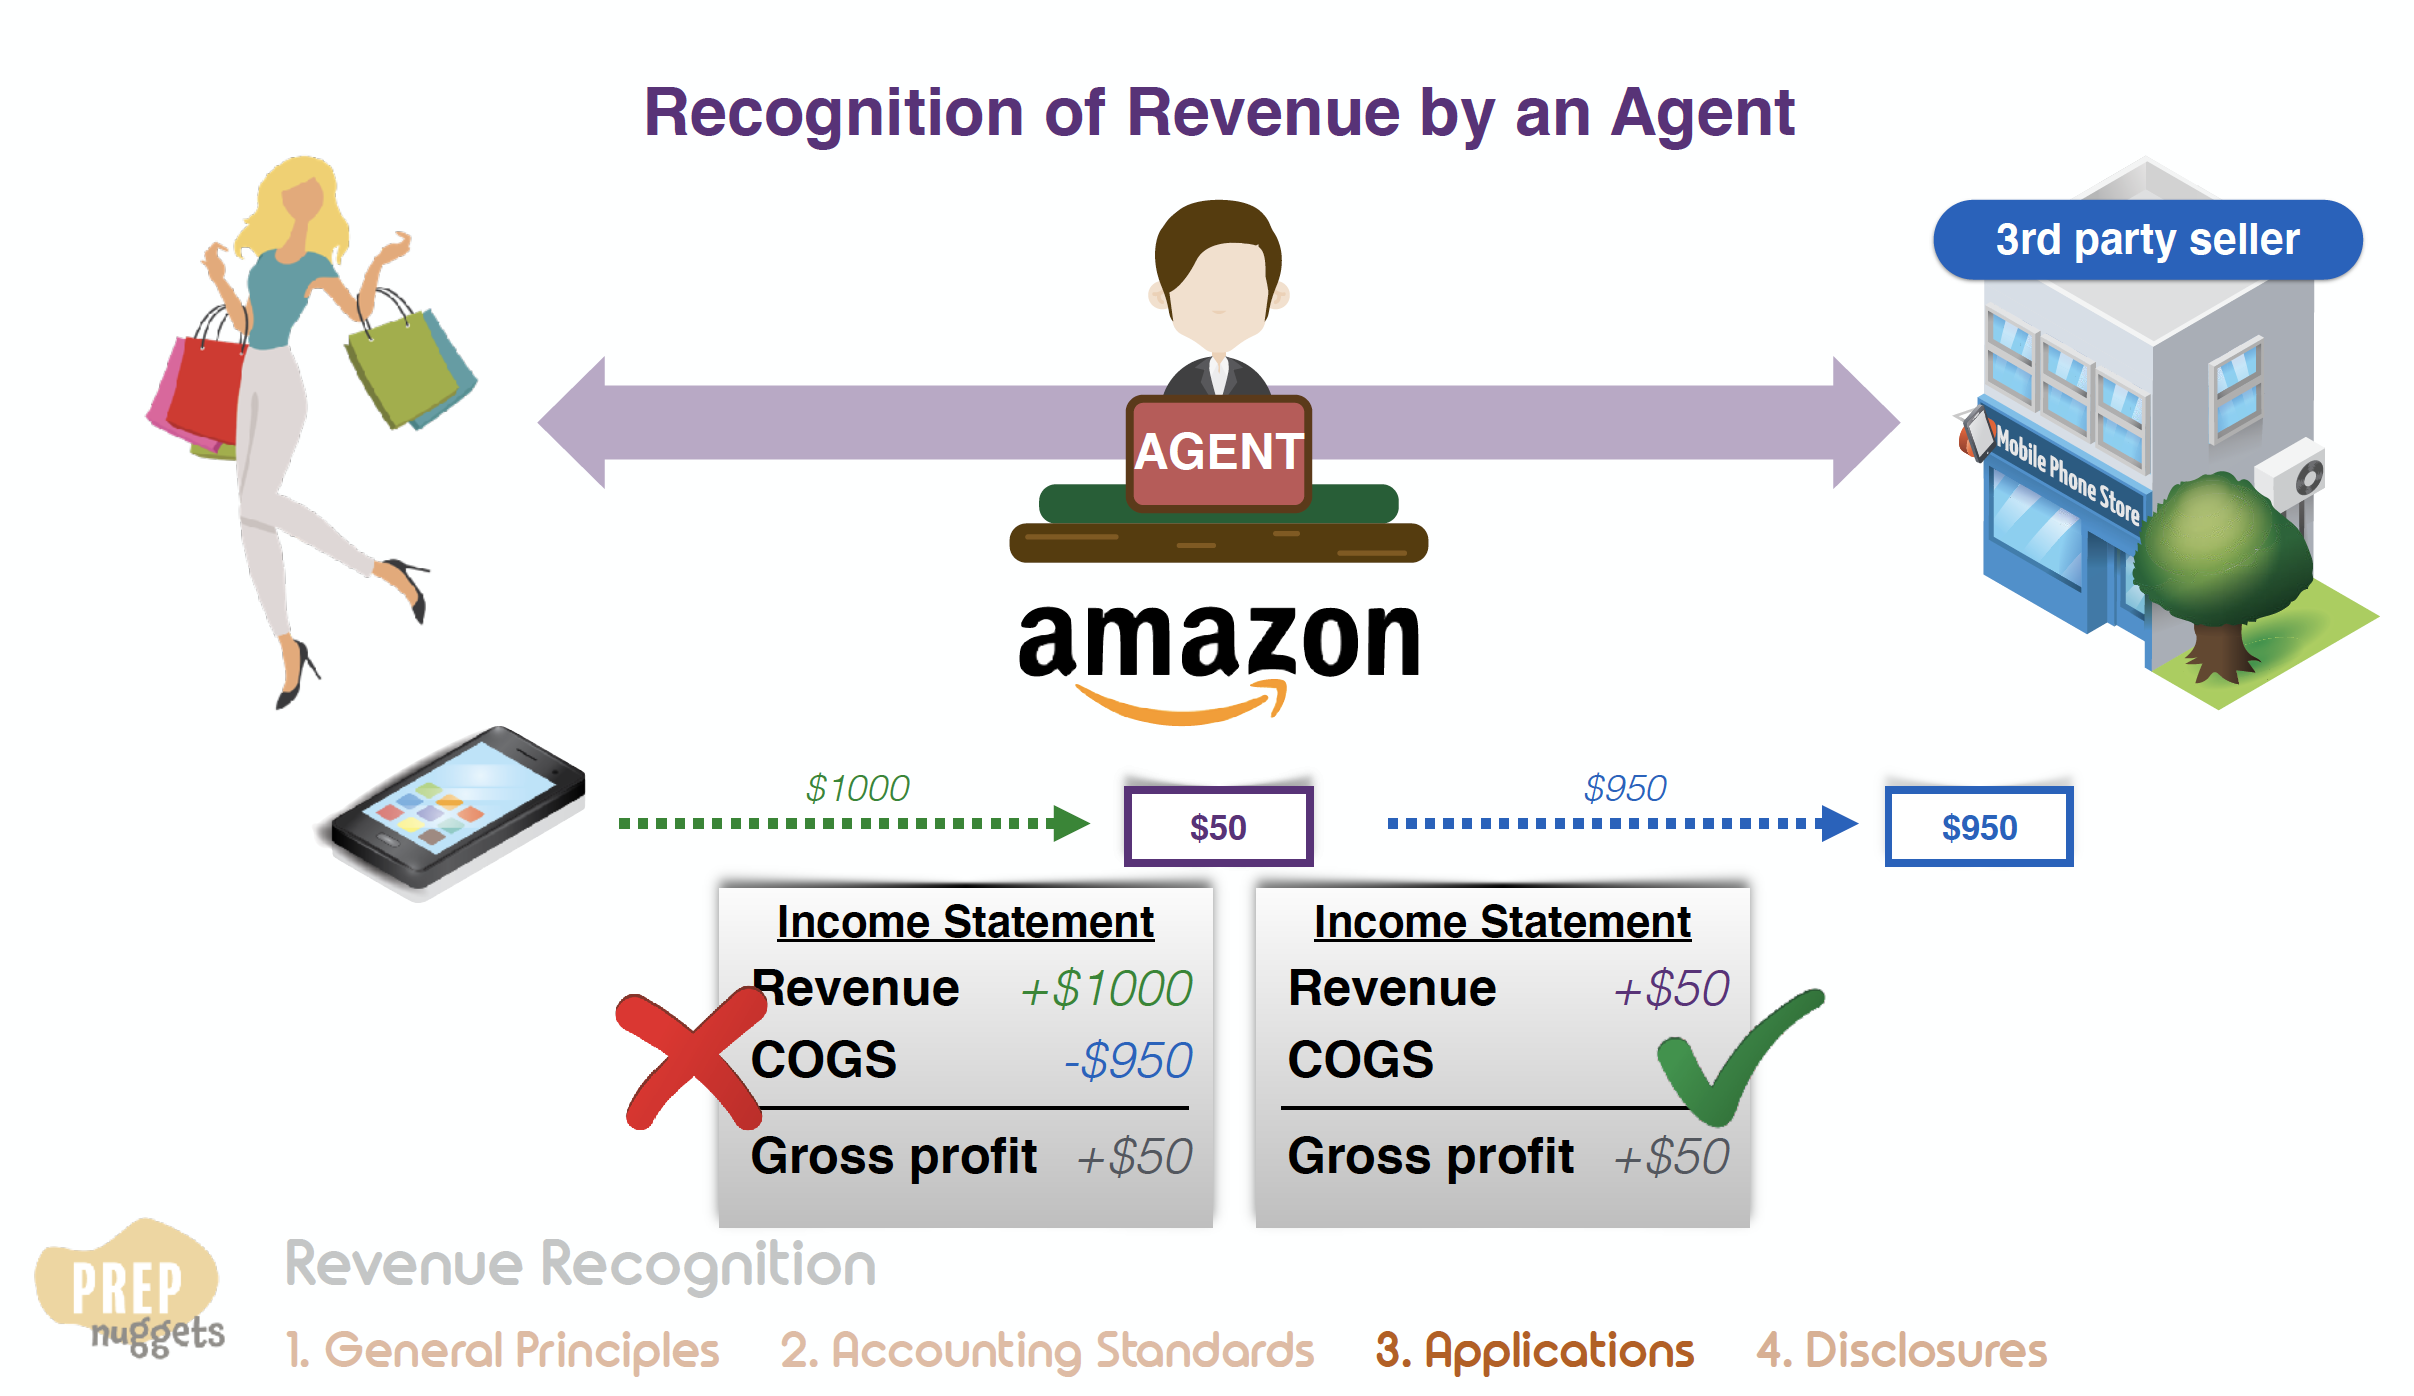 Recognition of Revenue by an Agent
3rd party seller
AGENT
Mobile Phone Store
amazon
$1000
$50
$950
$950
Income Statement
Revenue +$1000
COGS -$950
Gross profit +$50
Income Statement
Revenue +$50
COGS
Gross profit +$50
PREP
nuggets
Revenue Recognition
1. General Principles 2. Accounting Standards 3. Applications 4. Disclosures